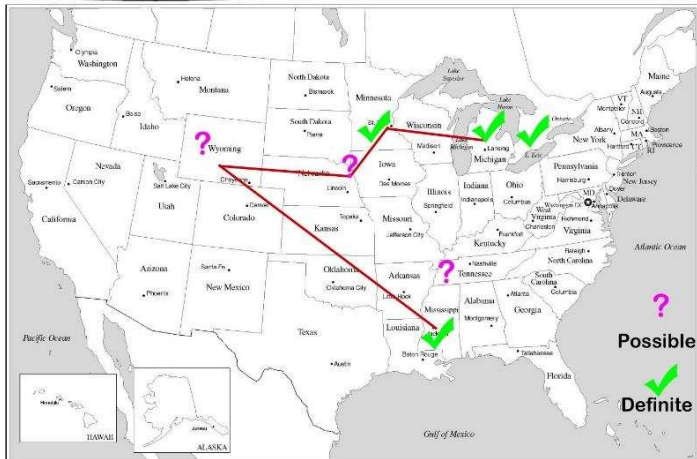 Olympia
Washington
Salem
Oregon
Boise
Idaho
Helena
Montana
North Dakota
Bismarck
South Dakota
Pierre
Minnesota
St.
Wisconsin
Madison
Lake
Superior
Lake
Huron
Michigan
Lansing
Michigan
Ontario
L. Erie
Maine
Augusta
VT
Montpelier
NH
Concord
Albany
MA
Boston
New York
Hartford
CT
RI
Providence
Wyoming
Cheyenne
Nebraska
Lincoln
Iowa
Des Moines
Illinois
Springfield
Indiana
Indianapolis
Ohio
Columbus
Pennsylvania
Harrisburg
Trenton
New Jersey
MD
Dover
Delaware
Washington DC
Annapolis
West
Virginia
Charleston
Richmond
Virginia
Nevada
Sacramento
Carson City
California
Salt Lake City
Utah
Denver
Colorado
Kansas
Topeka
Missouri
Jefferson City
Kentucky
Frankfort
Nashville
Tennessee
Raleigh
North Carolina
South
Carolina
Columbia
Atlantic Ocean
Arizona
Phoenix
Santa Fe
New Mexico
Oklahoma
Oklahoma City
Arkansas
Little Rock
Mississippi
Alabama
Montgomery
Atlanta
Georgia
Texas
Austin
Louisiana
Baton Rouge
Tallahassee
Florida
Pacific Ocean
Gulf of Mexico
Honolulu
HAWAII
Juneau
ALASKA
?
?
?
?
Possible
Definite